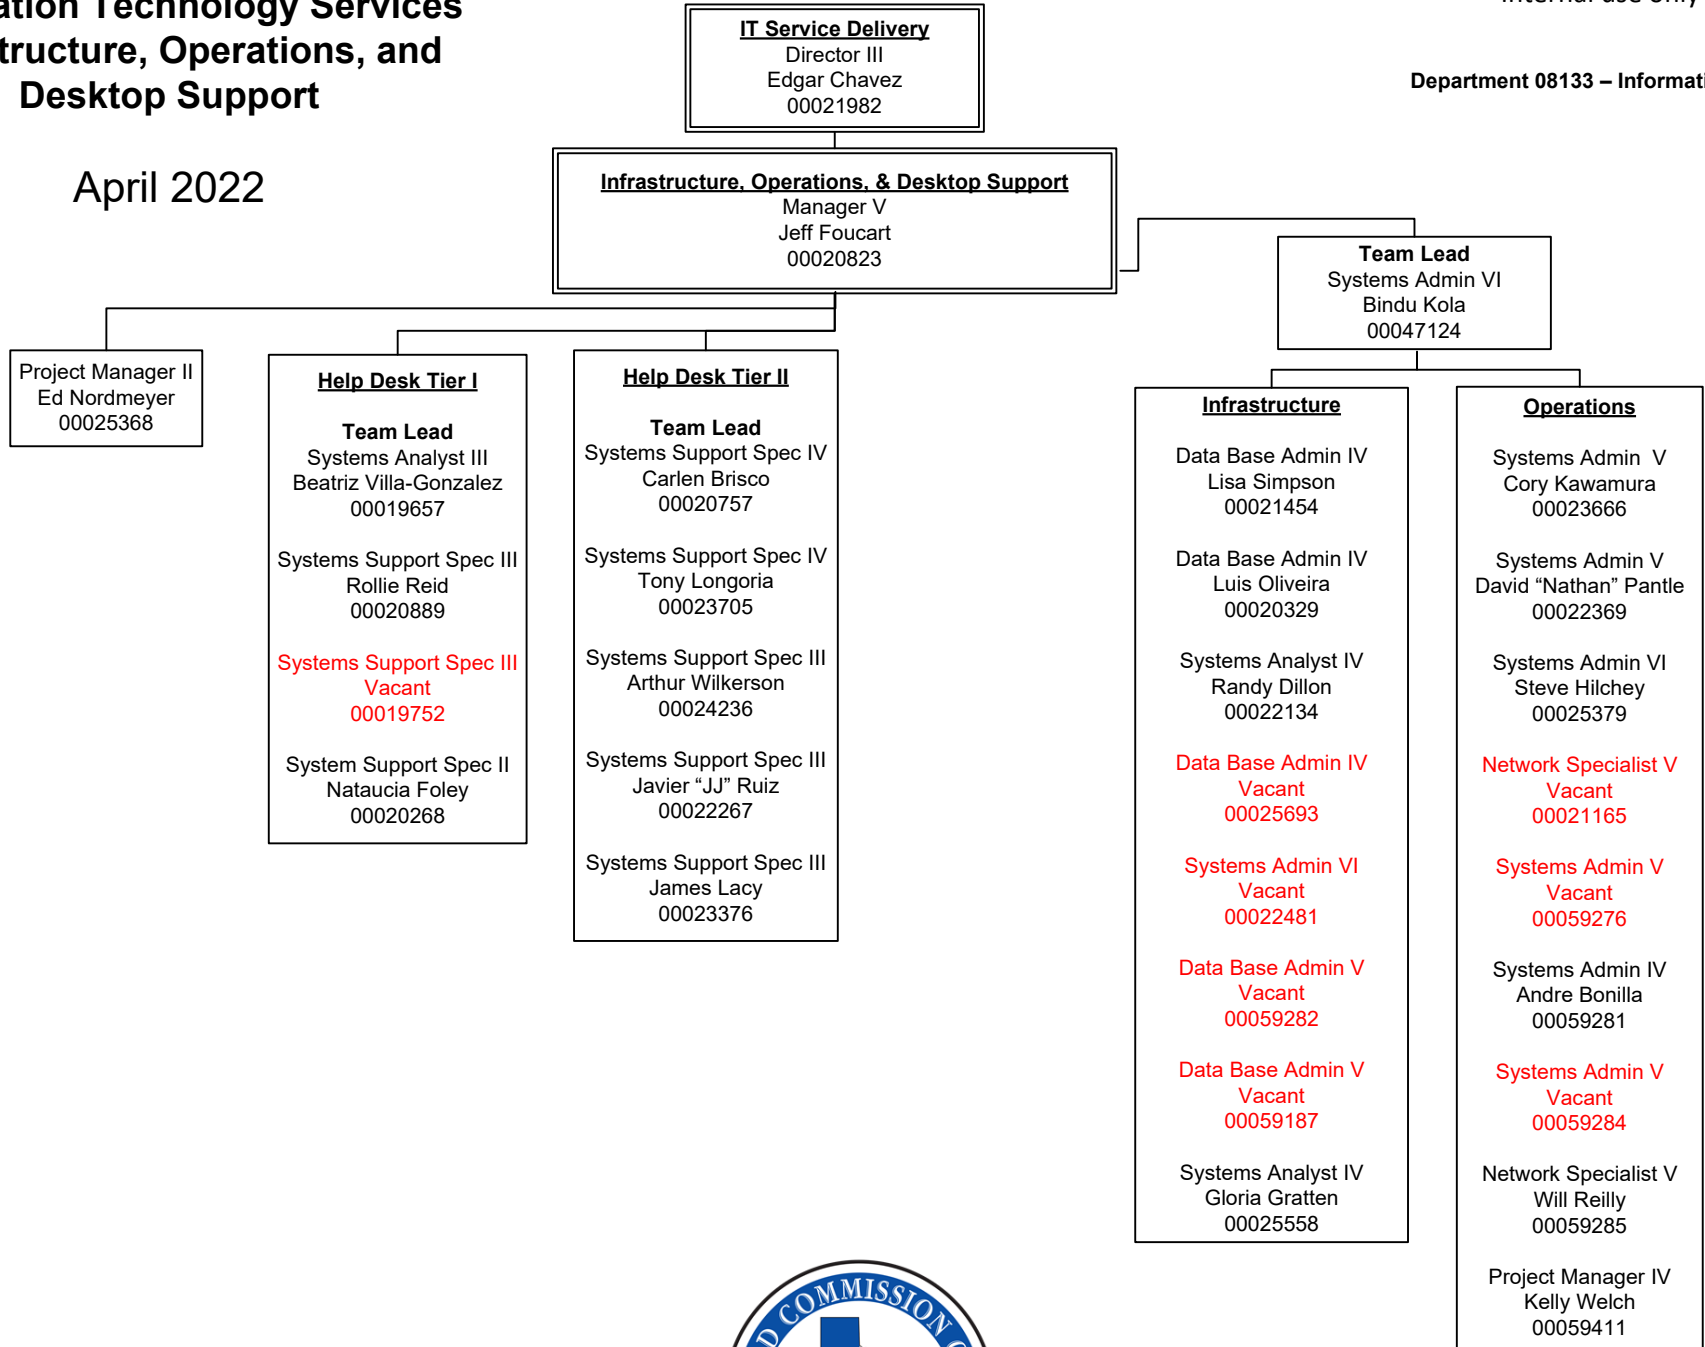 ation Technology Services
tructure, Operations, and
Desktop Support
April 2022
Internal use only
Department 08133 – Informati
IT Service Delivery
Director III
Edgar Chavez
00021982
Infrastructure, Operations, & Desktop Support
Manager V
Jeff Foucart
00020823
Team Lead
Systems Admin VI
Bindu Kola
00047124
Project Manager II
Ed Nordmeyer
00025368
Help Desk Tier I
Team Lead
Systems Analyst III
Beatriz Villa-Gonzalez
00019657
Systems Support Spec III
Rollie Reid
00020889
Systems Support Spec III
Vacant
00019752
System Support Spec II
Nataucia Foley
00020268
Help Desk Tier II
Team Lead
Systems Support Spec IV
Carlen Brisco
00020757
Systems Support Spec IV
Tony Longoria
00023705
Systems Support Spec III
Arthur Wilkerson
00024236
Systems Support Spec III
Javier “JJ” Ruiz
00022267
Systems Support Spec III
James Lacy
00023376
Infrastructure
Data Base Admin IV
Lisa Simpson
00021454
Data Base Admin IV
Luis Oliveira
00020329
Systems Analyst IV
Randy Dillon
00022134
Data Base Admin IV
Vacant
00025693
Systems Admin VI
Vacant
00022481
Data Base Admin V
Vacant
00059282
Data Base Admin V
Vacant
00059187
Systems Analyst IV
Gloria Gratten
00025558
Operations
Systems Admin  V
Cory Kawamura
00023666
Systems Admin V
David “Nathan” Pantle
00022369
Systems Admin VI
Steve Hilchey
00025379
Network Specialist V
Vacant
00021165
Systems Admin V
Vacant
00059276
Systems Admin IV
Andre Bonilla
00059281
Systems Admin V
Vacant
00059284
Network Specialist V
Will Reilly
00059285
Project Manager IV
Kelly Welch
00059411
D COMMISSION